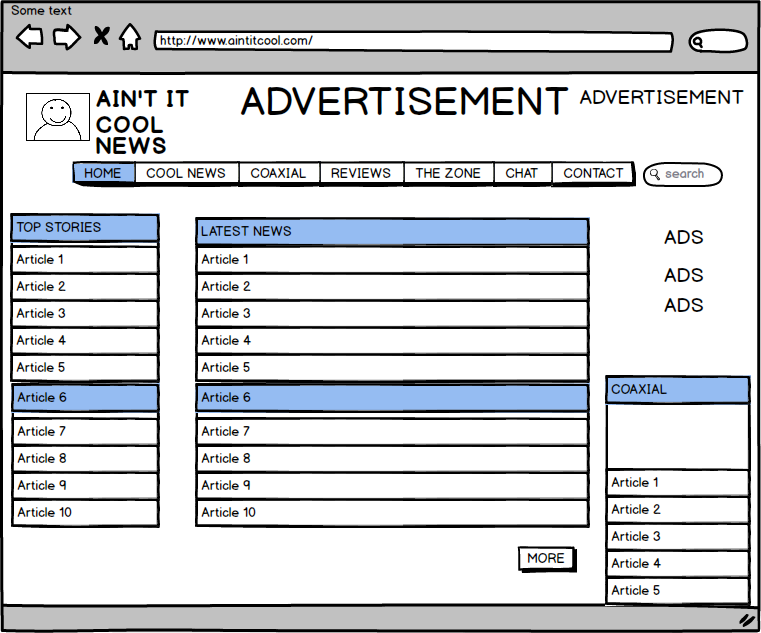 Some text
http://www.aintitcool.com/
AIN'T IT
COOL
NEWS
ADVERTISEMENT
ADVERTISEMENT
HOME COOL NEWS COAXIAL REVIEWS THE ZONE CHAT CONTACT
search
TOP STORIES
Article 1
Article 2
Article 3
Article 4
Article 5
Article 6
Article 7
Article 8
Article 9
Article 10
LATEST NEWS
Article 1
Article 2
Article 3
Article 4
Article 5
Article 6
Article 7
Article 8
Article 9
Article 10
MORE
ADS
ADS
ADS
COAXIAL
Article 1
Article 2
Article 3
Article 4
Article 5